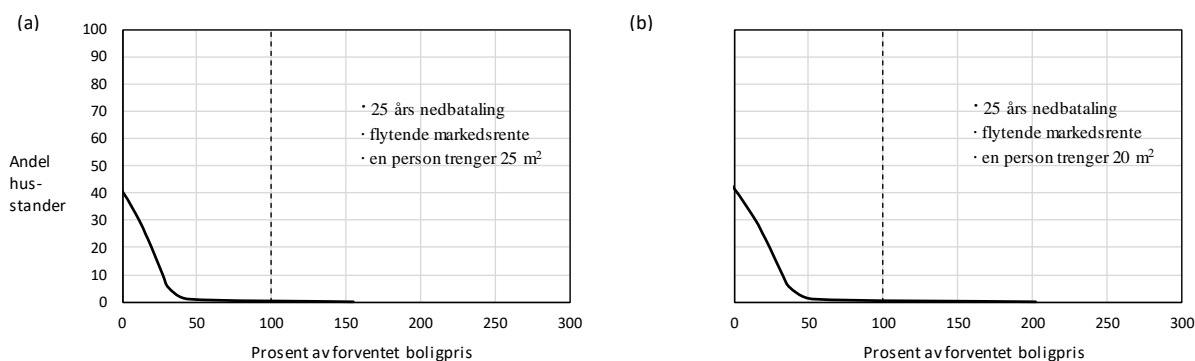 (a)
100
90
80
70
60
50
40
30
20
10
0
Andel
hus-
stander
· 25 års nedbataling
· flytende markedsrente
· en person trenger 25 m²
0 50 100 150 200 250 300
Prosent av forventet boligpris
(b)
· 25 års nedbataling
· flytende markedsrente
· en person trenger 20 m²
0 50 100 150 200 250 300
Prosent av forventet boligpris